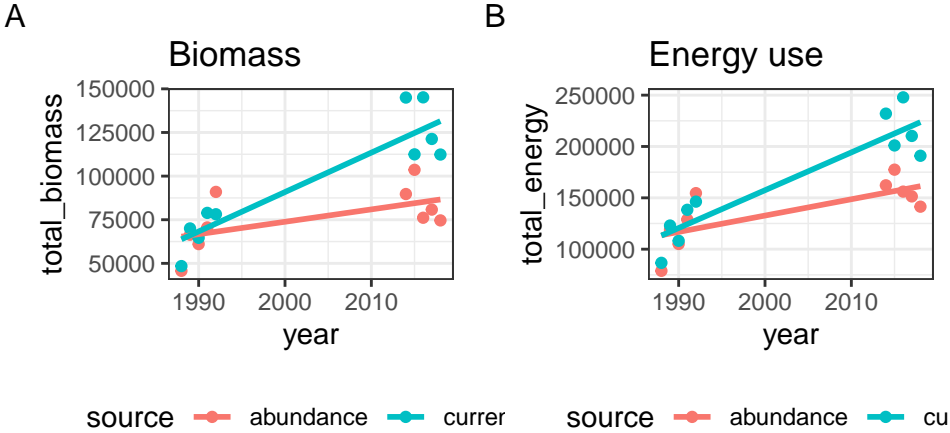 A
B
Biomass
Energy use
total_biomass
150000
125000
100000
75000
50000
1990
2000
2010
year
total_energy
250000
200000
150000
100000
1990
2000
2010
year
source abundance curren
source abundance cu